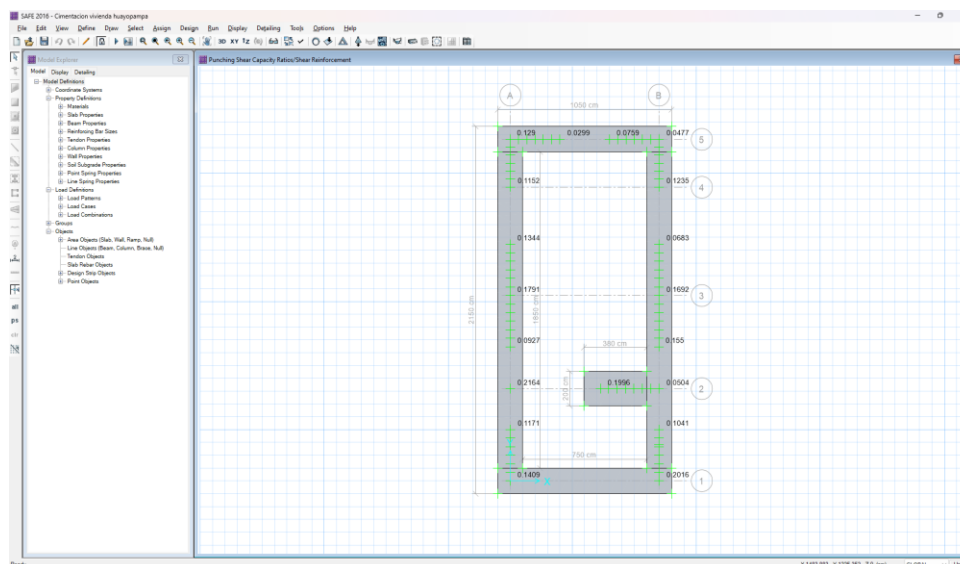 SAFE 2016 - Cimentacion vivienda huayopampa
File Edit View Define Draw Select Assign Design Run Display Detailing Tools Options Help
3D XY
Model Explorer
Model Display Detailing
Model Definitions
Coordinate Systems
Property Definitions
Materials
Slab Properties
Beam Properties
Reinforcing Bar Sizes
Tendon Properties
Column Properties
Wall Properties
Soil Subgrade Properties
Point Spring Properties
Line Spring Properties
Load Definitions
Load Patterns
Load Cases
Load Combinations
Groups
Objects
Area Objects (Slab, Wall, Ramp, Null)
Line Objects (Beam, Column, Brace, Null)
Tendon Objects
Slab Rebar Objects
Design Strip Objects
Point Objects
all
ps
Punching Shear Capacity Ratios/Shear Reinforcement
A B
1050 cm
0.129 0.0299 0.0759 0.0477 5
0.1152 0.1235 4
0.1344 0.0683
0.1791 0.1692 3
2150 cm
1850 cm
0.0927 0.155
380 cm
0.2164 0.1996 0.0504 2
200 cm
0.1171 0.1041
750 cm
0.1409 0.2016 1
X
Ready